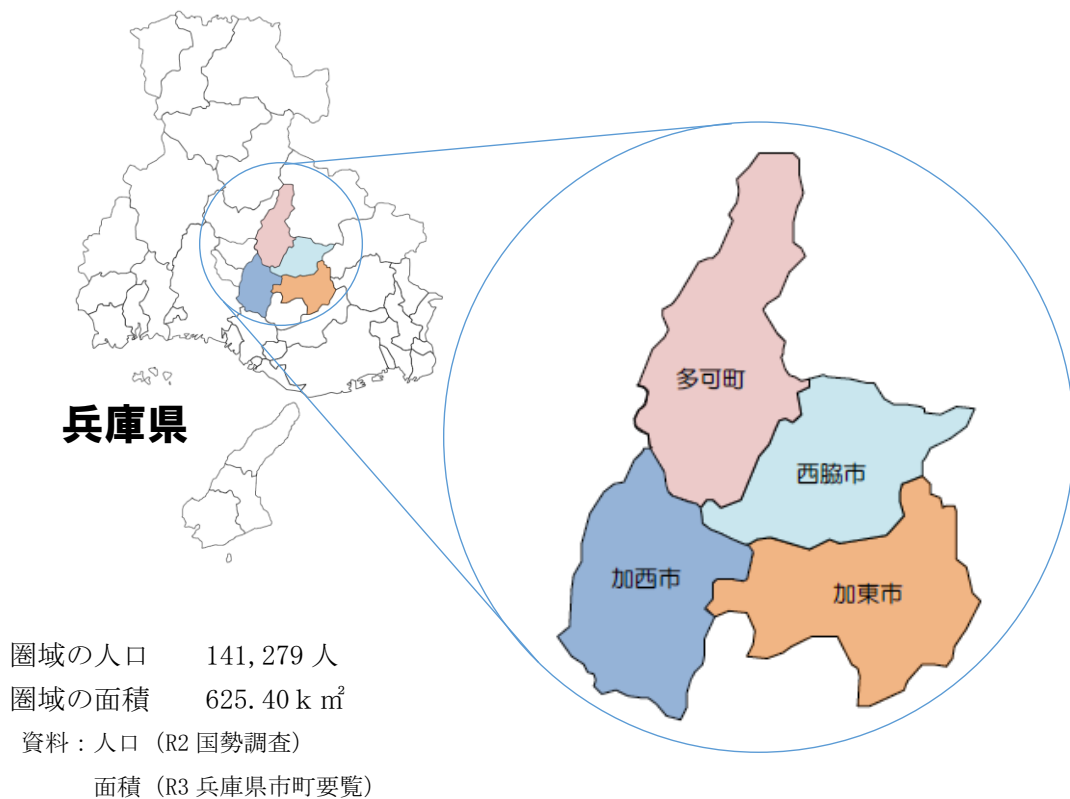 兵庫県
多可町
西脇市
加西市
加東市
圏域の人口 141,279 人
圏域の面積 625.40ｋ㎡
資料：人口（R2 国勢調査）
面積（R3 兵庫県市町要覧）